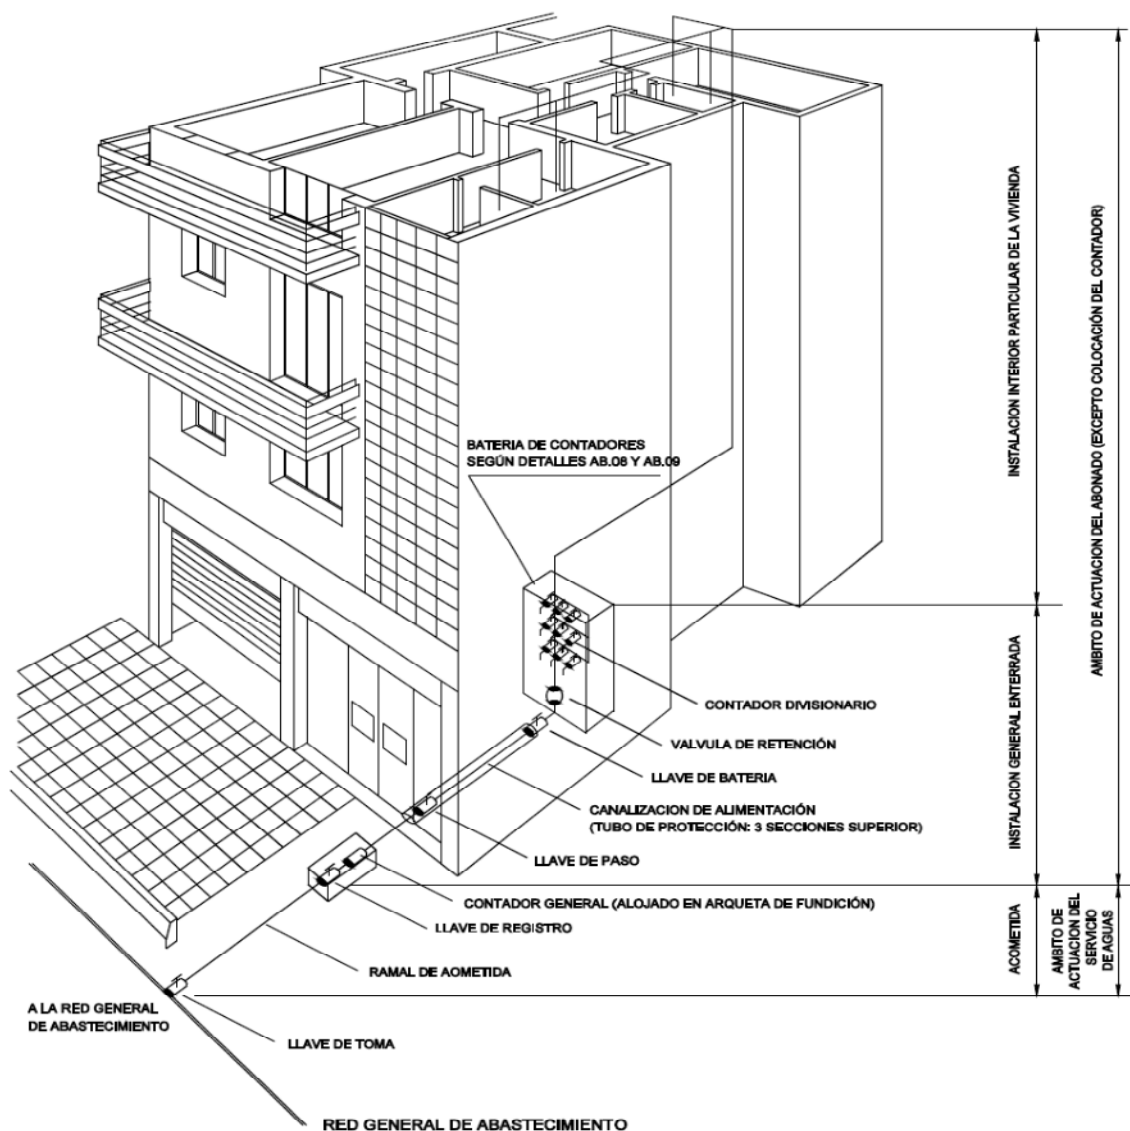 BATERIA DE CONTADORES
SEGÚN DETALLES AB.08 Y AB.09
CONTADOR DIVISIONARIO
VALVULA DE RETENCIÓN
LLAVE DE BATERIA
CANALIZACION DE ALIMENTACIÓN
(TUBO DE PROTECCIÓN: 3 SECCIONES SUPERIOR)
LLAVE DE PASO
CONTADOR GENERAL (ALOJADO EN ARQUETA DE FUNDICIÓN)
LLAVE DE REGISTRO
RAMAL DE AOMETIDA
A LA RED GENERAL
DE ABASTECIMIENTO
LLAVE DE TOMA
RED GENERAL DE ABASTECIMIENTO
INSTALACION INTERIOR PARTICULAR DE LA VIVIENDA
INSTALACION GENERAL ENTERRADA
ACOMETIDA
AMBITO DE ACTUACION DEL ABONADO (EXCEPTO COLOCACIÓN DEL CONTADOR)
AMBITO DE
ACTUACION DEL
SERVICIO
DE AGUAS